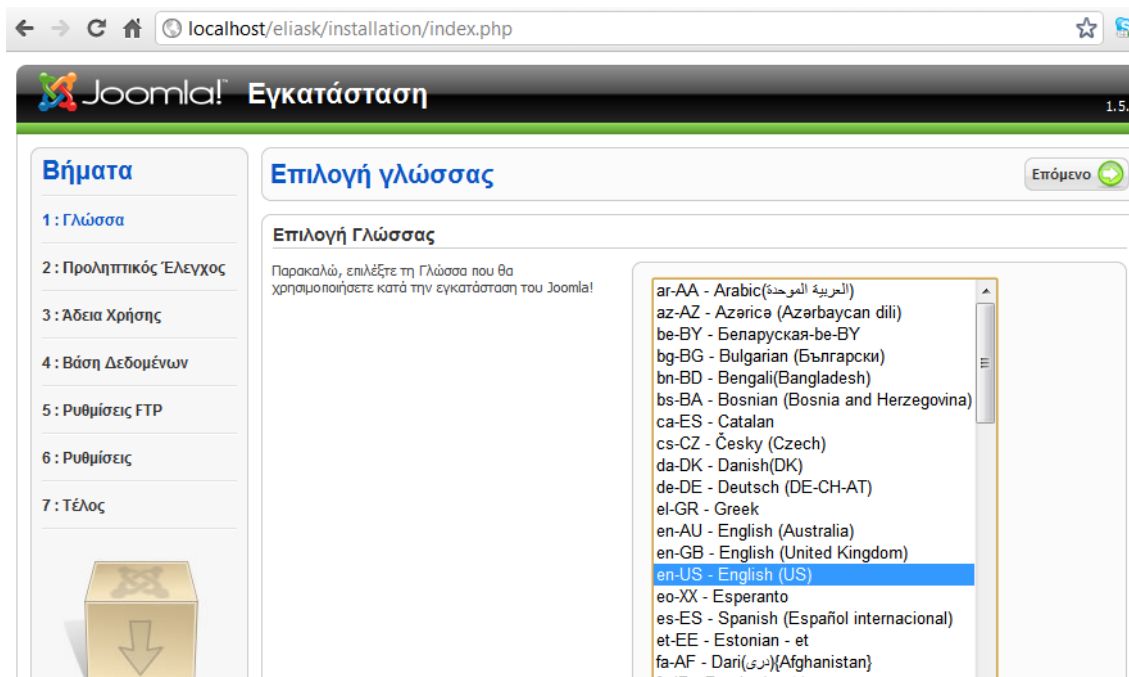 localhost/eliask/installation/index.php
Joomla! Εγκατάσταση
1.5.
Βήματα
1 : Γλώσσα
2 : Προληπτικός Έλεγχος
3 : Άδεια Χρήσης
4 : Βάση Δεδομένων
5 : Ρυθμίσεις FTP
6 : Ρυθμίσεις
7 : Τέλος
Επιλογή γλώσσας
Επόμενο
Επιλογή Γλώσσας
Παρακαλώ, επιλέξτε τη Γλώσσα που θα
χρησιμοποιήσετε κατά την εγκατάσταση του Joomla!
ar-AA - Arabic(العربية الموحدة)
az-AZ - Azəricə (Azərbaycan dili)
be-BY - Беларуская-be-BY
bg-BG - Bulgarian (Български)
bn-BD - Bengali(Bangladesh)
bs-BA - Bosnian (Bosnia and Herzegovina)
ca-ES - Catalan
cs-CZ - Česky (Czech)
da-DK - Danish(DK)
de-DE - Deutsch (DE-CH-AT)
el-GR - Greek
en-AU - English (Australia)
en-GB - English (United Kingdom)
en-US - English (US)
eo-XX - Esperanto
es-ES - Spanish (Español internacional)
et-EE - Estonian - et
fa-AF - Dari(دری){Afghanistan}